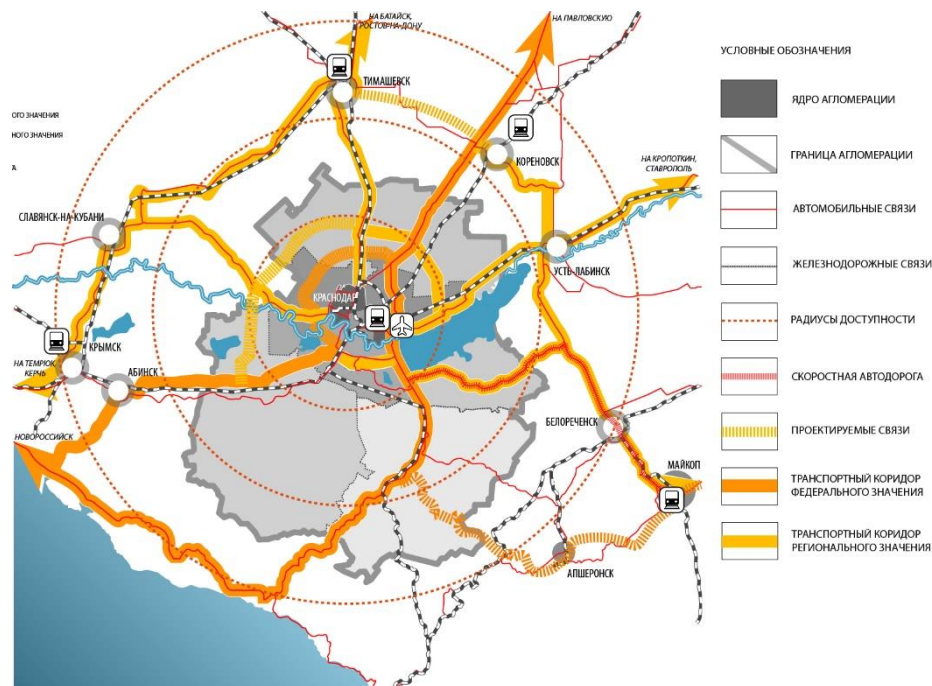 НА БАТАЙСК,
РОСТОВ-НА-ДОНУ
НА ПАВЛОВСКУЮ
УСЛОВНЫЕ ОБОЗНАЧЕНИЯ
ТИМАШЕВСК
ЯДРО АГЛОМЕРАЦИИ
ОГО ЗНАЧЕНИЯ
НОГО ЗНАЧЕНИЯ
КОРЕНОВСК
ГРАНИЦА АГЛОМЕРАЦИИ
НА КРОПОТКИН,
СТАВРОПОЛЬ
СЛАВЯНСК-НА-КУБАНИ
АВТОМОБИЛЬНЫЕ СВЯЗИ
УСТЬ-ЛАБИНСК
ЖЕЛЕЗНОДОРОЖНЫЕ СВЯЗИ
КРАСНОДАР
РАДИУСЫ ДОСТУПНОСТИ
КРЫМСК
НА ТЕМРЮК,
КЕРЧЬ
АБИНСК
СКОРОСТНАЯ АВТОДОРОГА
БЕЛОРЕЧЕНСК
ПРОЕКТИРУЕМЫЕ СВЯЗИ
НОВОРОССИЙСК
МАЙКОП
ТРАНСПОРТНЫЙ КОРИДОР
ФЕДЕРАЛЬНОГО ЗНАЧЕНИЯ
ТРАНСПОРТНЫЙ КОРИДОР
РЕГИОНАЛЬНОГО ЗНАЧЕНИЯ
АПШЕРОНСК